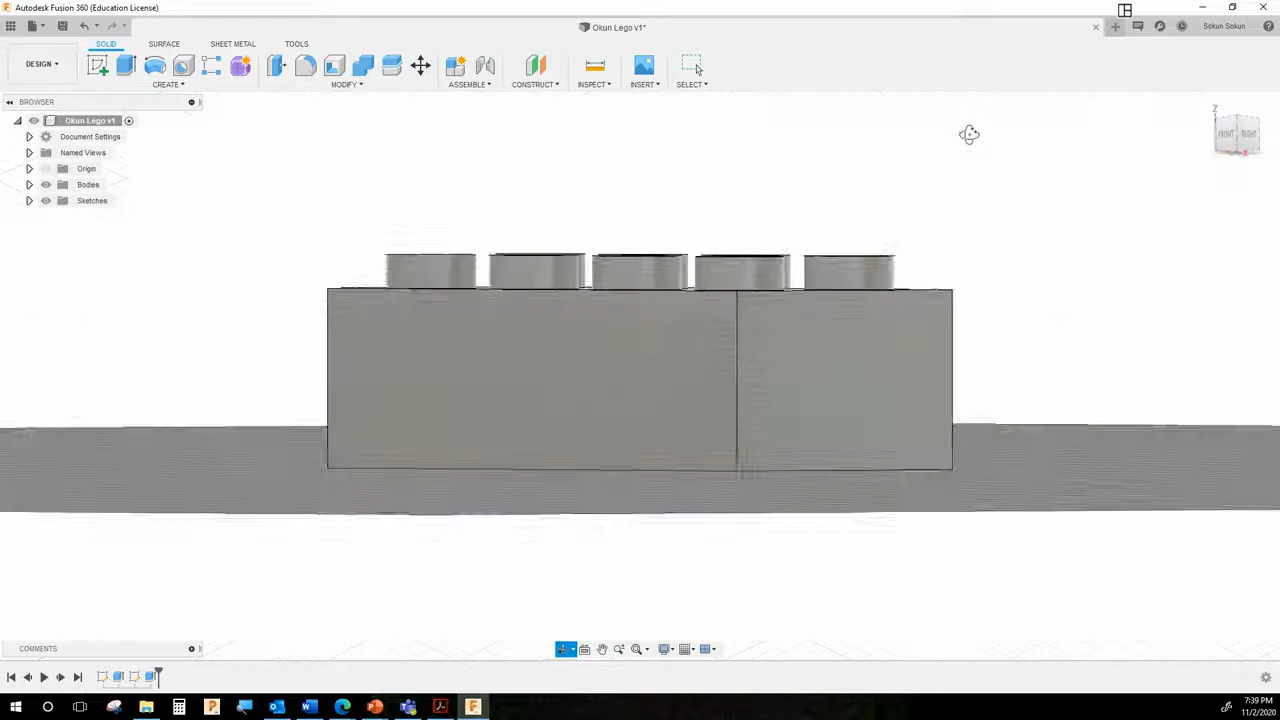 Autodesk Fusion 360 (Education License)
Okun Lego v1*
Sokun Sokun
SOLID SURFACE SHEET METAL TOOLS
DESIGN
CREATE MODIFY ASSEMBLE CONSTRUCT INSPECT INSERT SELECT
BROWSER
Okun Lego v1
Document Settings
Named Views
Origin
Bodies
Sketches
Z
FRONT RIGHT
X
COMMENTS
7:39 PM
11/2/2020